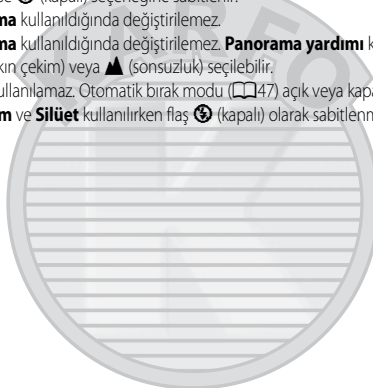 (kapalı) seçeneğine sabitlenir.
ma kullanıldığında değiştirilemez.
ma kullanıldığında değiştirilemez. Panorama yardımı k
kın çekim) veya (sonsuzluk) seçilebilir.
ullanılamaz. Otomatik bırak modu (47) açık veya kapa
m ve Silüet kullanılırken flaş (kapalı) olarak sabitlenm